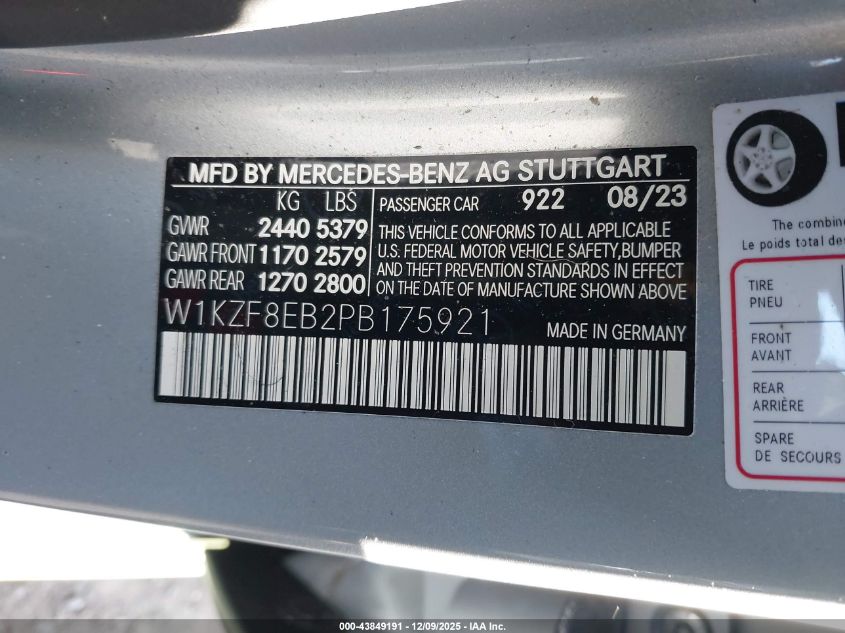 MFD BY MERCEDES-BENZ AG STUTTGART
KG LBS
GVWR 2440 5379
GAWR FRONT 1170 2579
GAWR REAR 1270 2800
PASSENGER CAR 922 08/23
THIS VEHICLE CONFORMS TO ALL APPLICABLE
U.S. FEDERAL MOTOR VEHICLE SAFETY, BUMPER
AND THEFT PREVENTION STANDARDS IN EFFECT
ON THE DATE OF MANUFACTURE SHOWN ABOVE
W1KZF8EB2PB175921
MADE IN GERMANY
The combine
Le poids total de
TIRE
PNEU
FRONT
AVANT
REAR
ARRIÈRE
SPARE
DE SECOURS
000-43849191 - 12/09/2025 - IAA Inc.